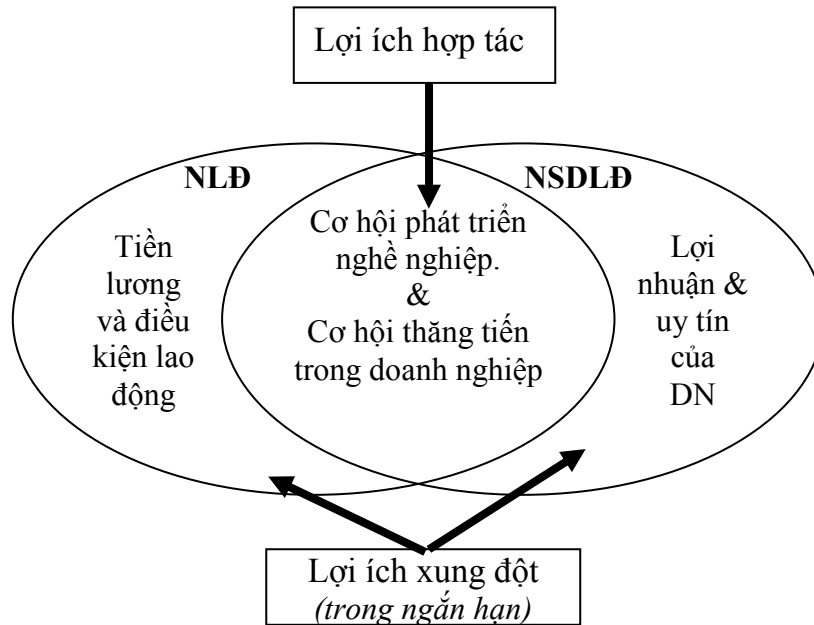 Lợi ích hợp tác
NLĐ
NSDLĐ
Tiền
lương
và điều
kiện lao
động
Cơ hội phát triển
nghề nghiệp.
&
Cơ hội thăng tiến
trong doanh nghiệp
Lợi
nhuận &
uy tín
của
DN
Lợi ích xung đột
(trong ngắn hạn)